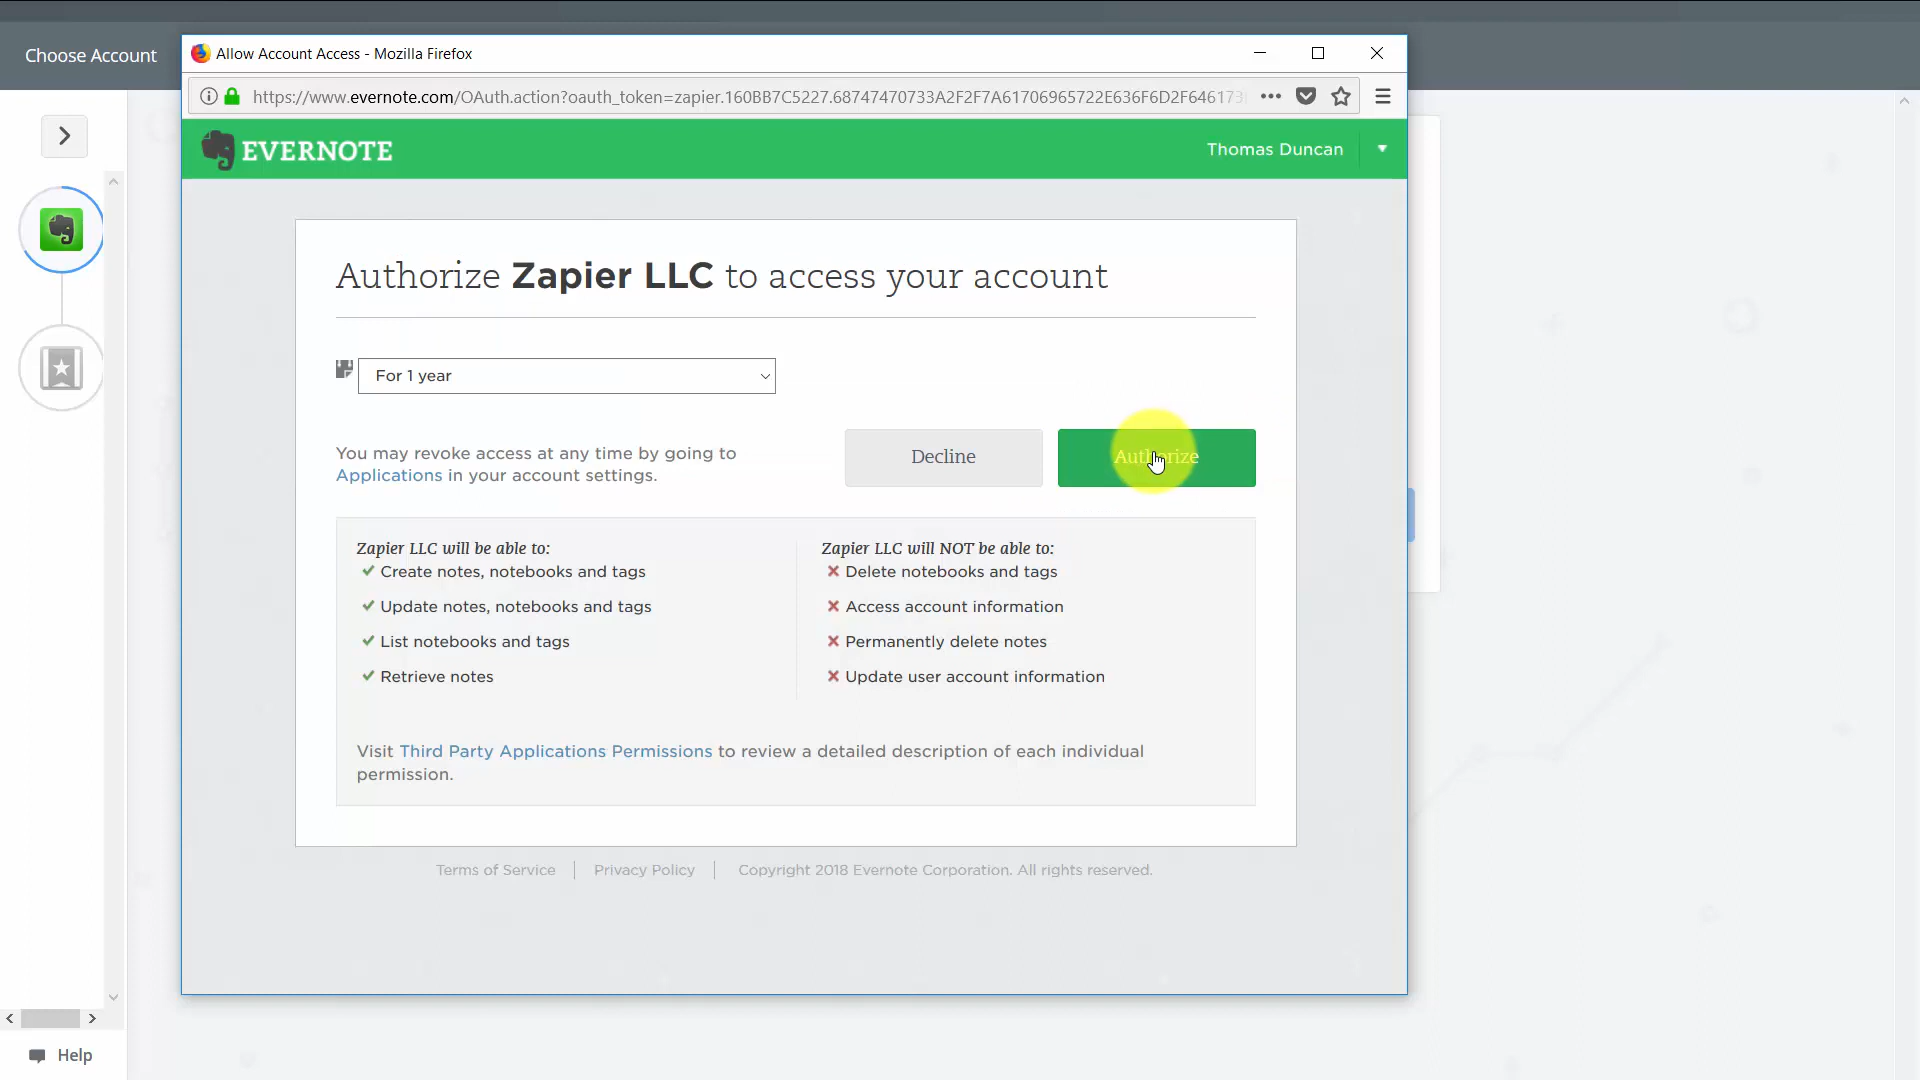 Choose Account
Allow Account Access - Mozilla Firefox
https://www.evernote.com/OAuth.action?oauth_token=zapier.160BB7C5227.68747470733A2F2F7A61706965722E636F6D2F646173
EVERNOTE
Thomas Duncan
Authorize Zapier LLC to access your account
For 1 year
You may revoke access at any time by going to
Applications in your account settings.
Decline
Authorize
Zapier LLC will be able to:
Create notes, notebooks and tags
Update notes, notebooks and tags
List notebooks and tags
Retrieve notes
Zapier LLC will NOT be able to:
Delete notebooks and tags
Access account information
Permanently delete notes
Update user account information
Visit Third Party Applications Permissions to review a detailed description of each individual
permission.
Terms of Service
Privacy Policy
Copyright 2018 Evernote Corporation. All rights reserved.
Help